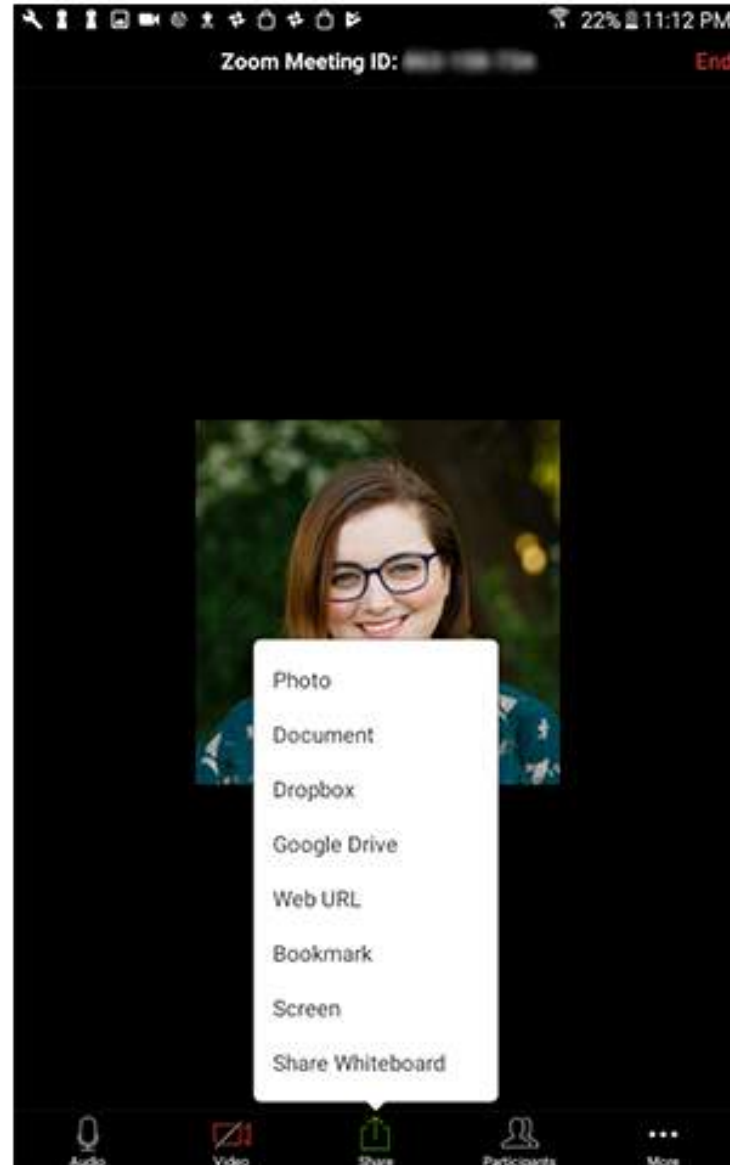 22% 11:12 PM
Zoom Meeting ID:
End
Photo
Document
Dropbox
Google Drive
Web URL
Bookmark
Screen
Share Whiteboard
Audio
Video
Share
Participants
More